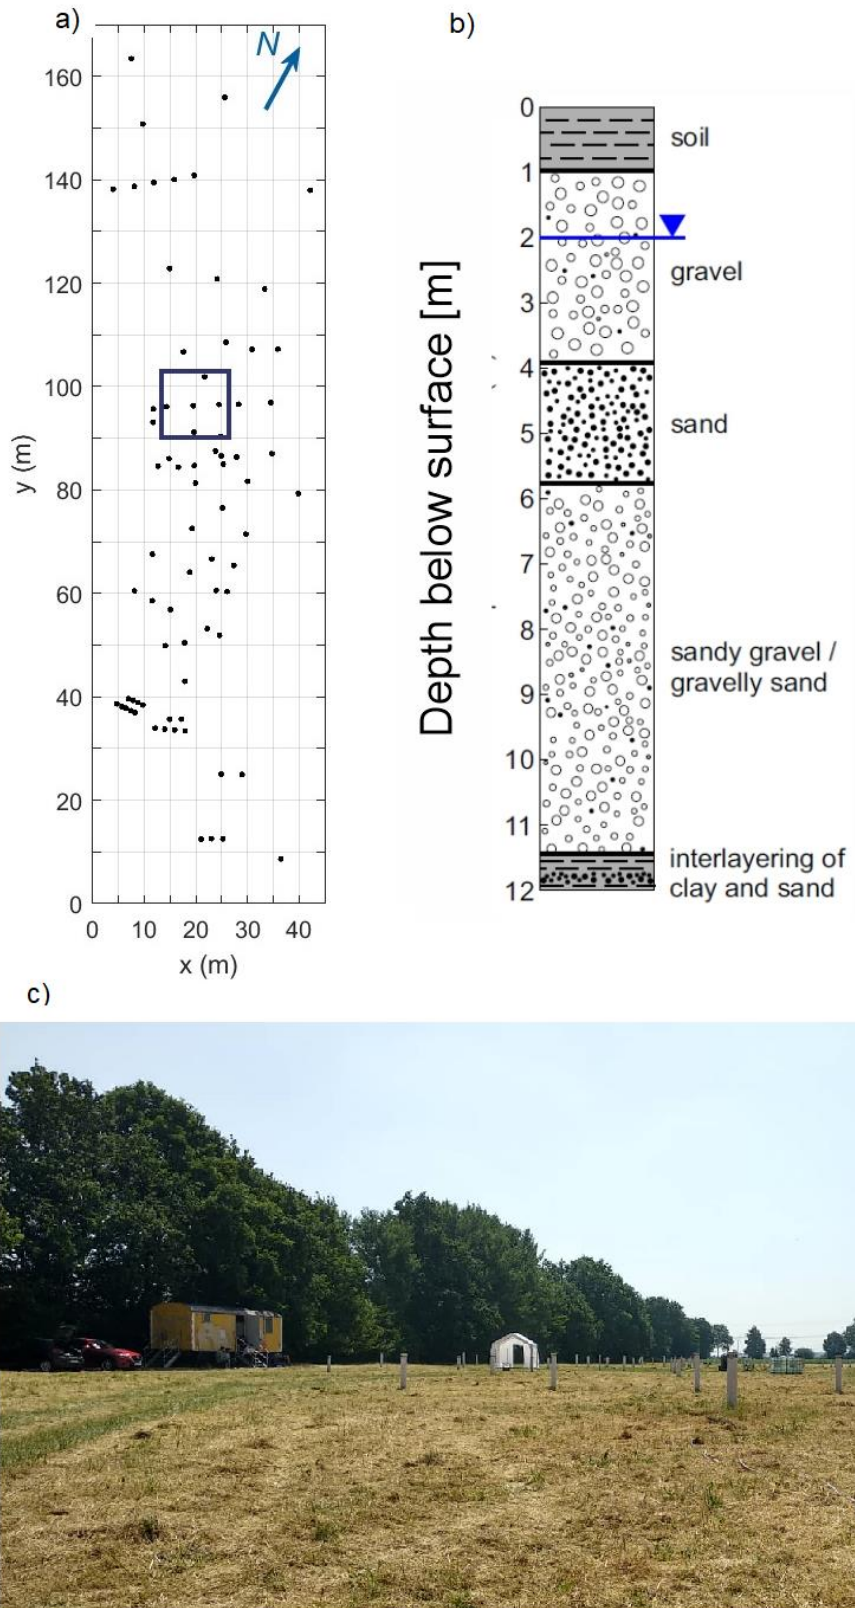 a)
N
160
140
120
100
80
60
40
20
0
0 10 20 30 40
x (m)
y (m)
b)
Depth below surface [m]
0
1
2
3
4
5
6
7
8
9
10
11
12
soil
gravel
sand
sandy gravel /
gravelly sand
interlayering of
clay and sand
c)